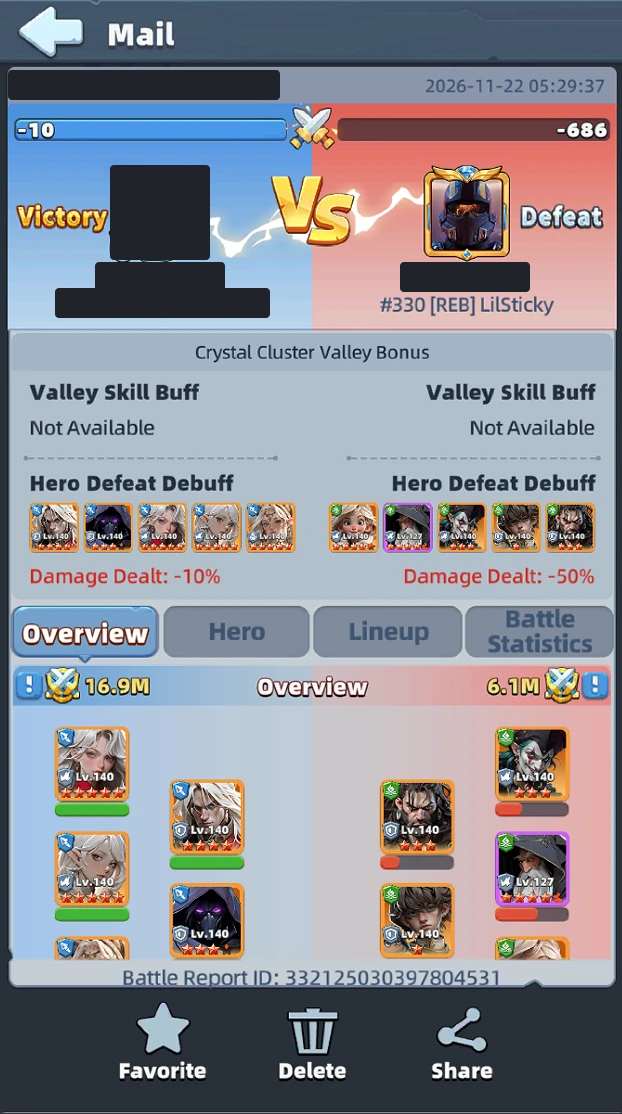 Mail
2026-11-22 05:29:37
-10
-686
Victory
VS
Defeat
#330 [REB] LilSticky
Crystal Cluster Valley Bonus
Valley Skill Buff
Valley Skill Buff
Not Available
Not Available
Hero Defeat Debuff
Hero Defeat Debuff
Lv.140
Lv.140
Lv.140
Lv.140
Lv.140
Lv.140
Lv.127
Lv.140
Lv.140
Lv.140
Damage Dealt: -10%
Damage Dealt: -50%
Overview
Hero
Lineup
Battle
Statistics
16.9M
Overview
6.1M
Lv.140
Lv.140
Lv.140
Lv.140
Lv.140
Lv.127
Lv.140
Lv.140
Battle Report ID: 332125030397804531
Favorite
Delete
Share